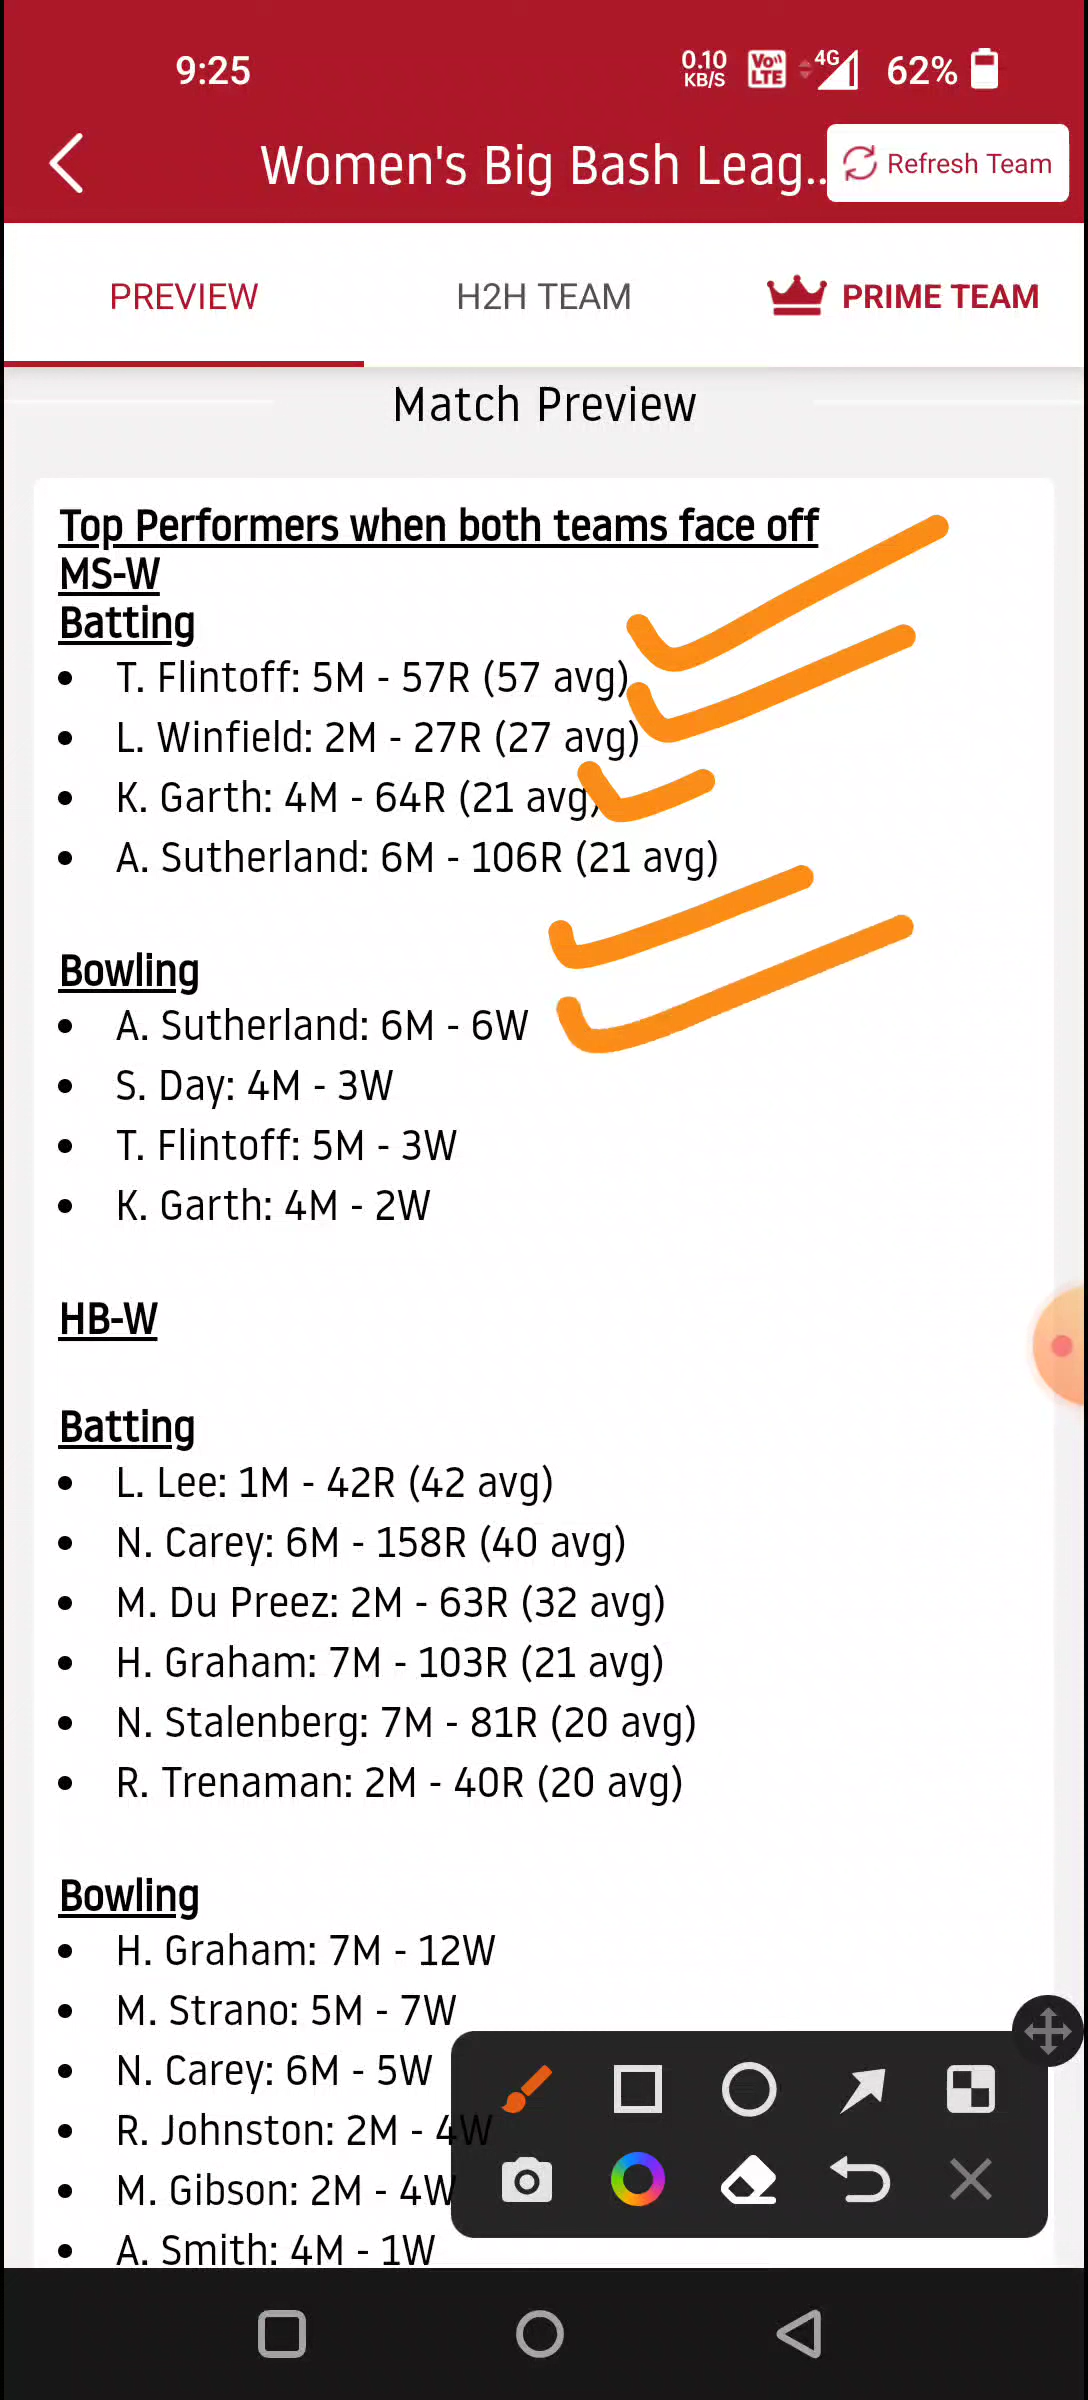 9:25
0.10 KB/S VoLTE 4G 62%
Women's Big Bash Leag..
Refresh Team
PREVIEW H2H TEAM PRIME TEAM
Match Preview
Top Performers when both teams face off
MS-W
Batting
• T. Flintoff: 5M - 57R (57 avg)
• L. Winfield: 2M - 27R (27 avg)
• K. Garth: 4M - 64R (21 avg)
• A. Sutherland: 6M - 106R (21 avg)
Bowling
• A. Sutherland: 6M - 6W
• S. Day: 4M - 3W
• T. Flintoff: 5M - 3W
• K. Garth: 4M - 2W
HB-W
Batting
• L. Lee: 1M - 42R (42 avg)
• N. Carey: 6M - 158R (40 avg)
• M. Du Preez: 2M - 63R (32 avg)
• H. Graham: 7M - 103R (21 avg)
• N. Stalenberg: 7M - 81R (20 avg)
• R. Trenaman: 2M - 40R (20 avg)
Bowling
• H. Graham: 7M - 12W
• M. Strano: 5M - 7W
• N. Carey: 6M - 5W
• R. Johnston: 2M - 4W
• M. Gibson: 2M - 4W
• A. Smith: 4M - 1W